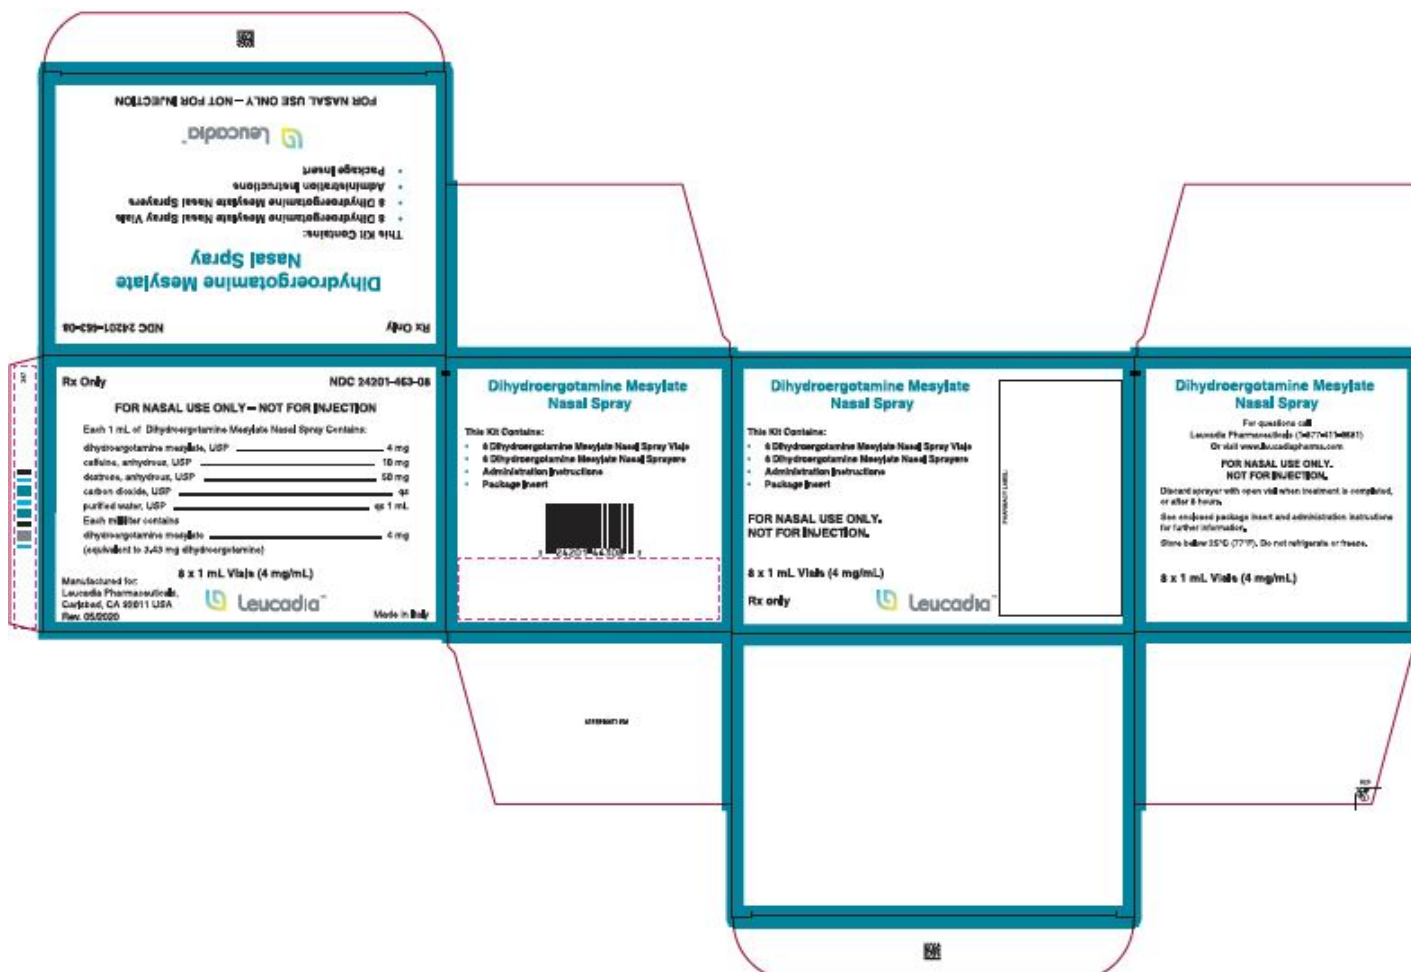 FOR NASAL USE ONLY – NOT FOR INJECTION
Leucadia™
• Package Insert
• Administration Instructions
• 8 Dihydroergotamine Mesylate Nasal Sprayers
• 8 Dihydroergotamine Mesylate Nasal Spray Vials
This Kit Contains:
Dihydroergotamine Mesylate
Nasal Spray
Rx Only
NDC 24201-463-08
Rx Only
NDC 24201-463-08
FOR NASAL USE ONLY – NOT FOR INJECTION
Each 1 mL of Dihydroergotamine Mesylate Nasal Spray Contains:
dihydroergotamine mesylate, USP 4 mg
caffeine, anhydrous, USP 10 mg
dextrose, anhydrous, USP 50 mg
carbon dioxide, USP qs
purified water, USP qs 1 mL
Each milliliter contains
dihydroergotamine mesylate 4 mg
(equivalent to 3.43 mg dihydroergotamine)
8 x 1 mL Vials (4 mg/mL)
Manufactured for:
Leucadia Pharmaceuticals,
Carlsbad, CA 92011 USA
Rev. 05/2020
Leucadia™
Made in Italy
Dihydroergotamine Mesylate
Nasal Spray
This Kit Contains:
• 8 Dihydroergotamine Mesylate Nasal Spray Vials
• 8 Dihydroergotamine Mesylate Nasal Sprayers
• Administration Instructions
• Package Insert
Dihydroergotamine Mesylate
Nasal Spray
This Kit Contains:
• 8 Dihydroergotamine Mesylate Nasal Spray Vials
• 8 Dihydroergotamine Mesylate Nasal Sprayers
• Administration Instructions
• Package Insert
FOR NASAL USE ONLY.
NOT FOR INJECTION.
8 x 1 mL Vials (4 mg/mL)
Rx only
Leucadia™
PHARMACY LABEL:
Dihydroergotamine Mesylate
Nasal Spray
For questions call
Leucadia Pharmaceuticals
Or visit www.leucadiapharma.com
FOR NASAL USE ONLY.
NOT FOR INJECTION.
Discard sprayer with open vial when treatment is completed,
or after 8 hours.
See enclosed package insert and administration instructions
for further information.
Store below 25°C (77°F). Do not refrigerate or freeze.
8 x 1 mL Vials (4 mg/mL)